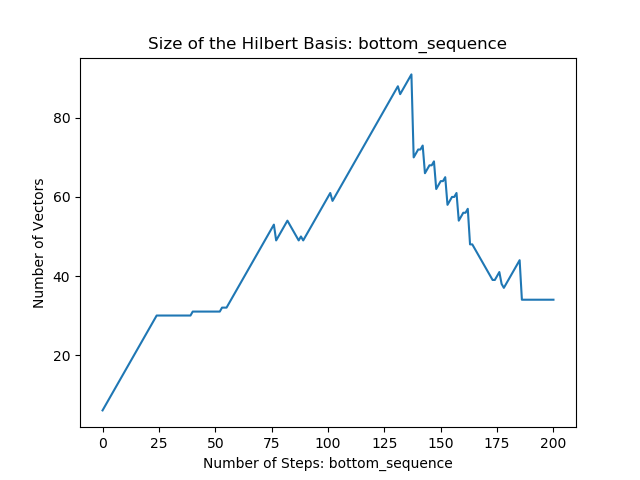 Size of the Hilbert Basis: bottom_sequence
80
60
40
20
Number of Vectors
0 25 50 75 100 125 150 175 200
Number of Steps: bottom_sequence